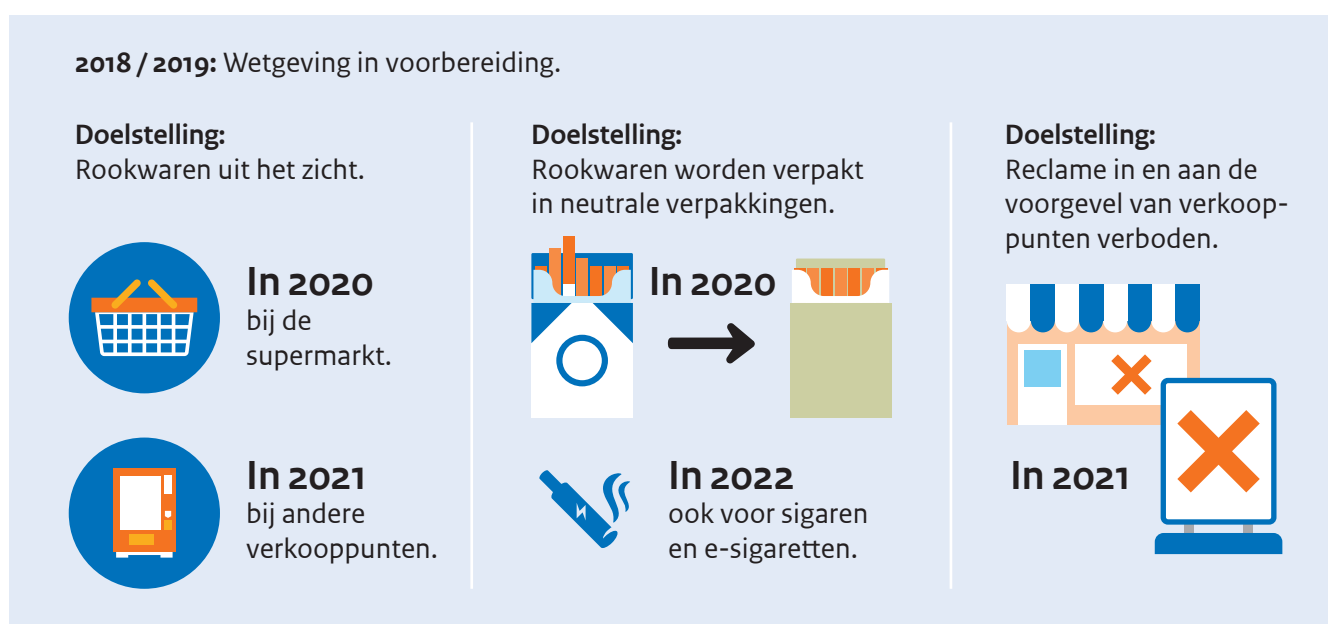 2018 / 2019: Wetgeving in voorbereiding.
Doelstelling:
Rookwaren uit het zicht.
In 2020
bij de
supermarkt.
In 2021
bij andere
verkooppunten.
Doelstelling:
Rookwaren worden verpakt
in neutrale verpakkingen.
In 2020
In 2022
ook voor sigaren
en e-sigaretten.
Doelstelling:
Reclame in en aan de
voorgevel van verkoop-
punten verboden.
In 2021